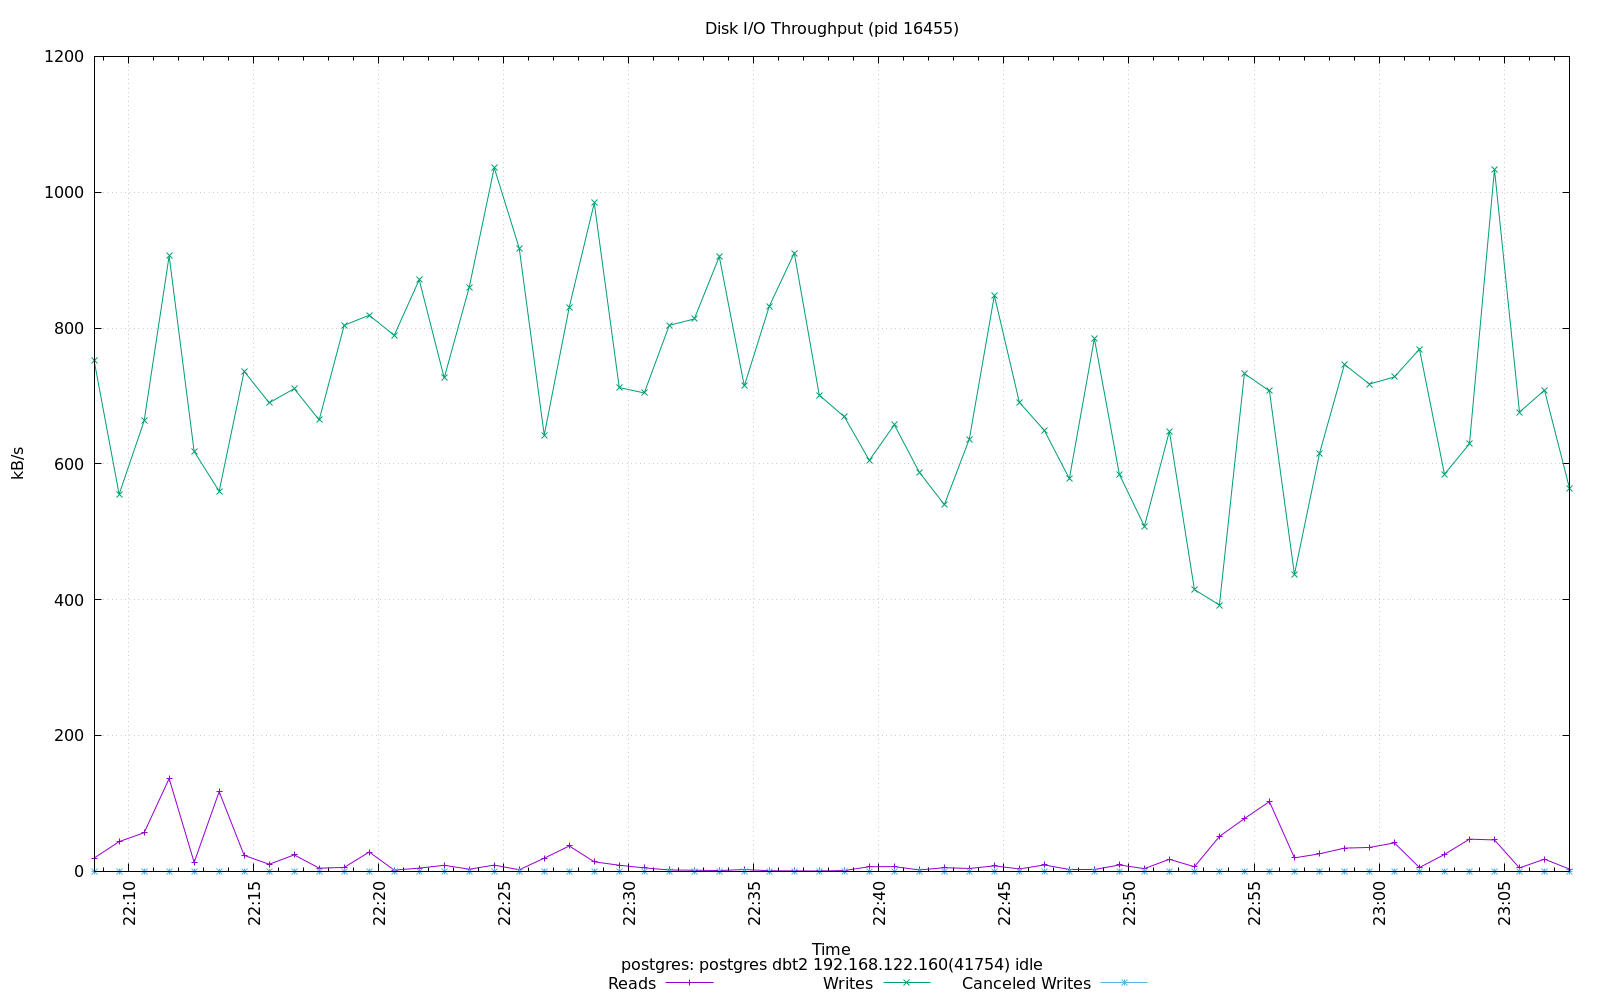 Disk I/O Throughput (pid 16455)
1200
1000
800
600
400
200
0
kB/s
22:10 22:15 22:20 22:25 22:30 22:35 22:40 22:45 22:50 22:55 23:00 23:05
Time
postgres: postgres dbt2 192.168.122.160(41754) idle
Reads Writes Canceled Writes